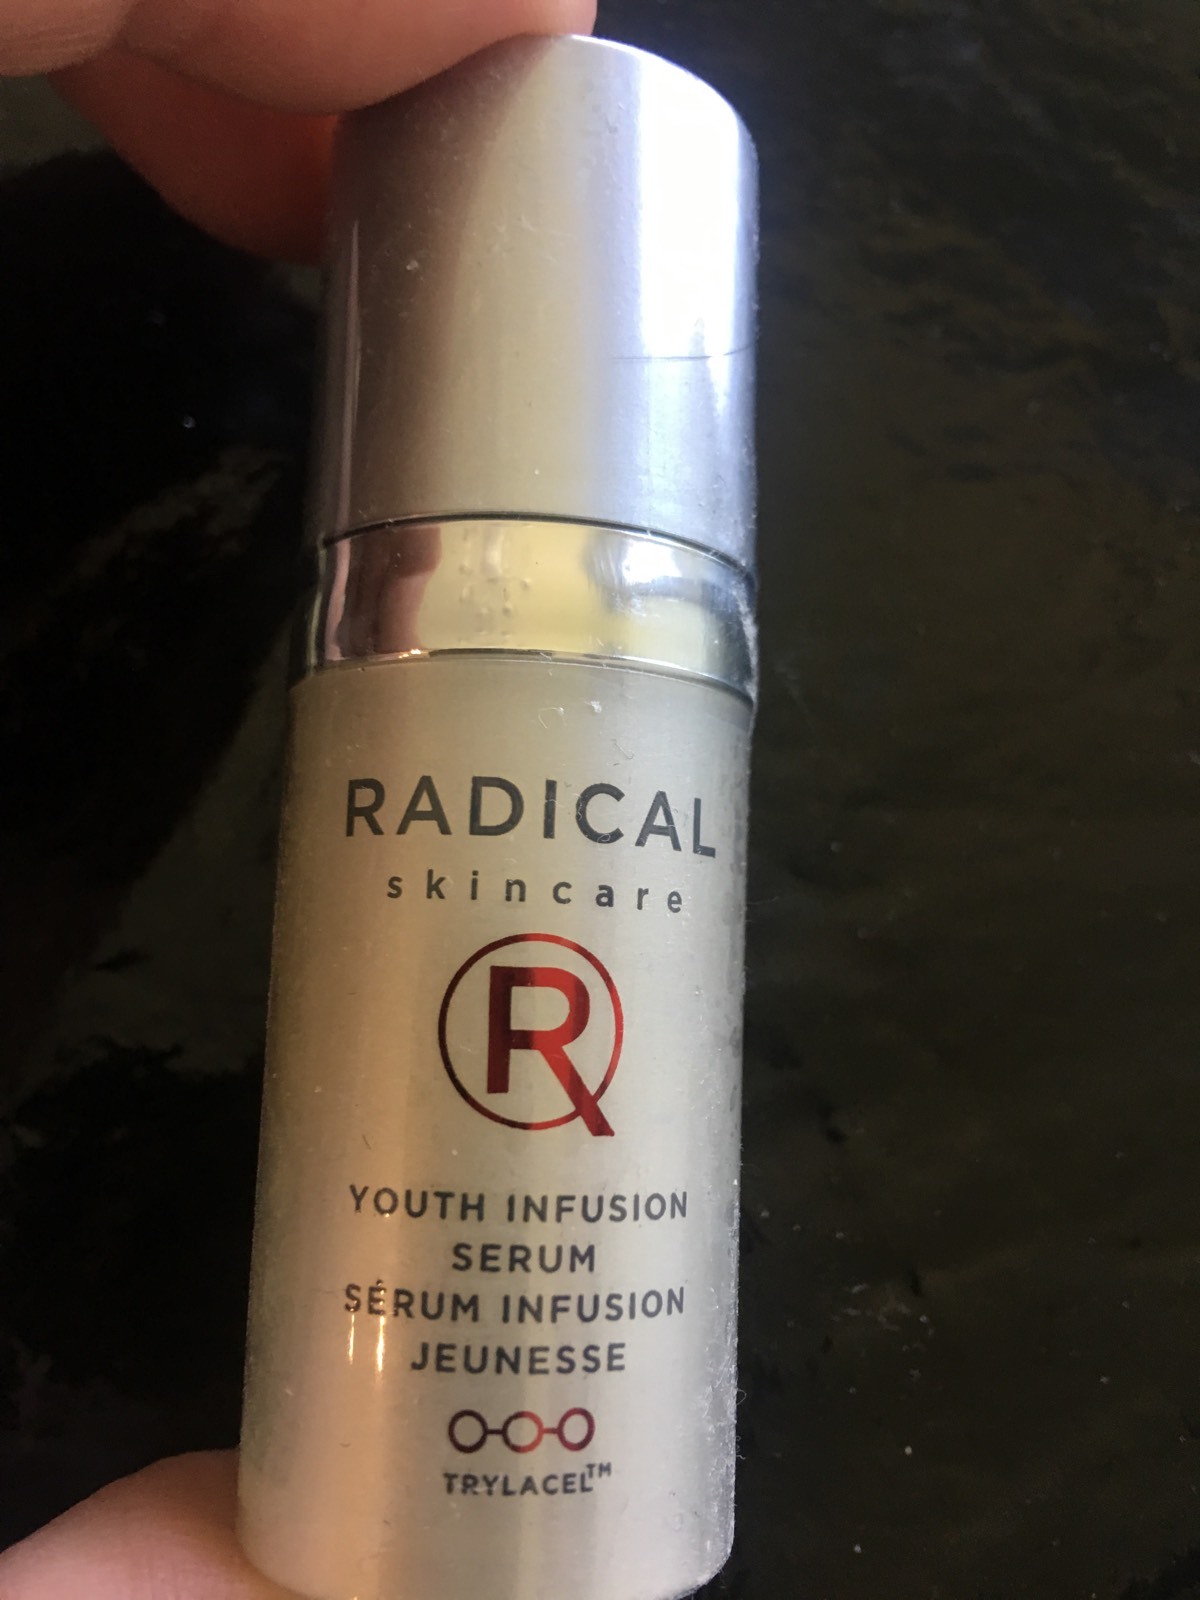 RADICAL
skincare
R
YOUTH INFUSION
SERUM
SÉRUM INFUSION
JEUNESSE
TRYLACEL™